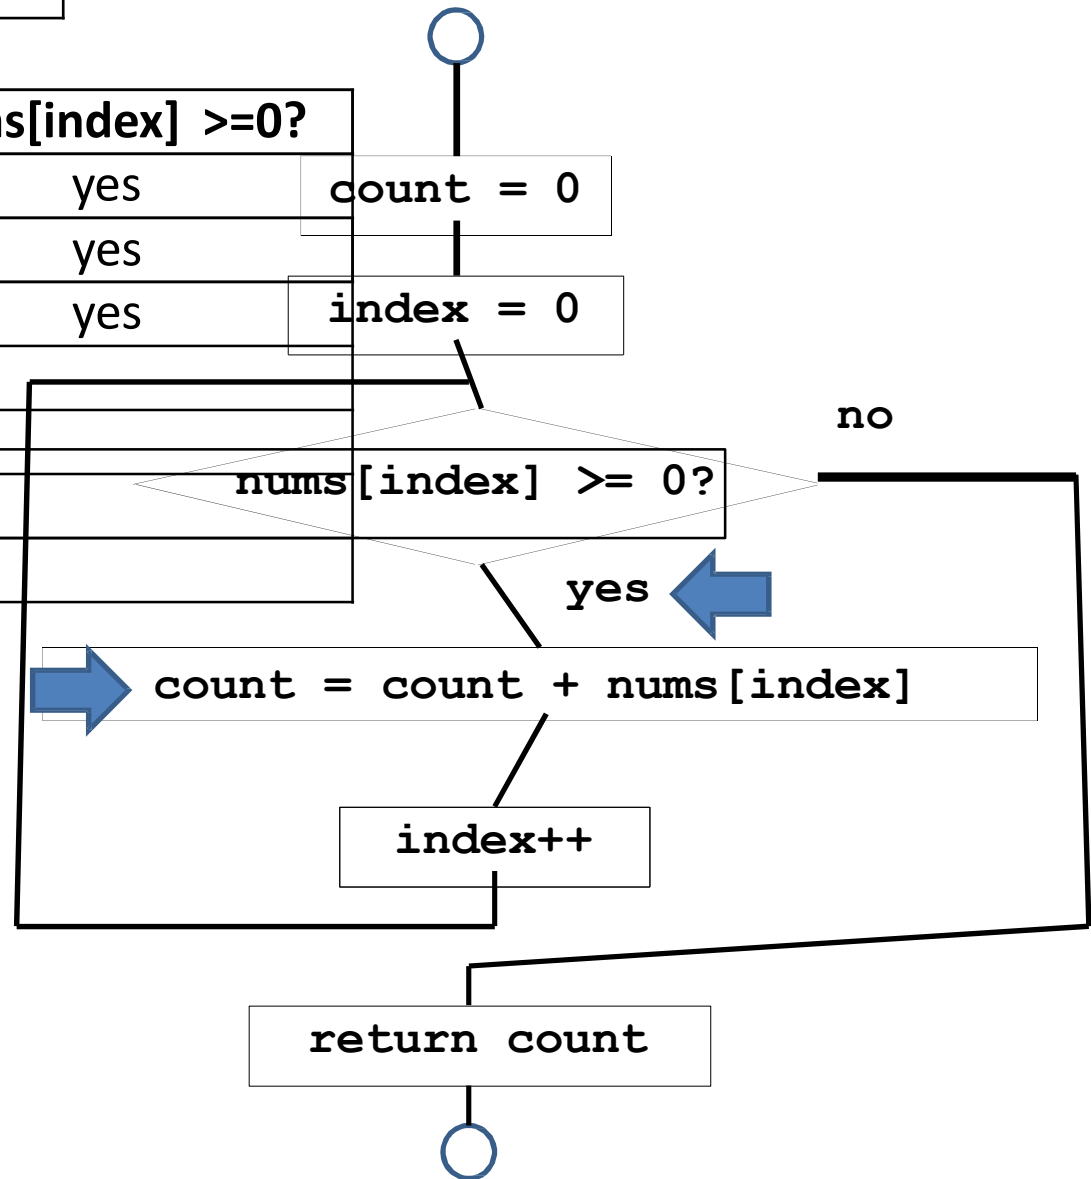 s[index] >=0?
yes
yes
yes
count = 0
index = 0
no
nums[index] >= 0?
yes
count = count + nums[index]
index++
return count